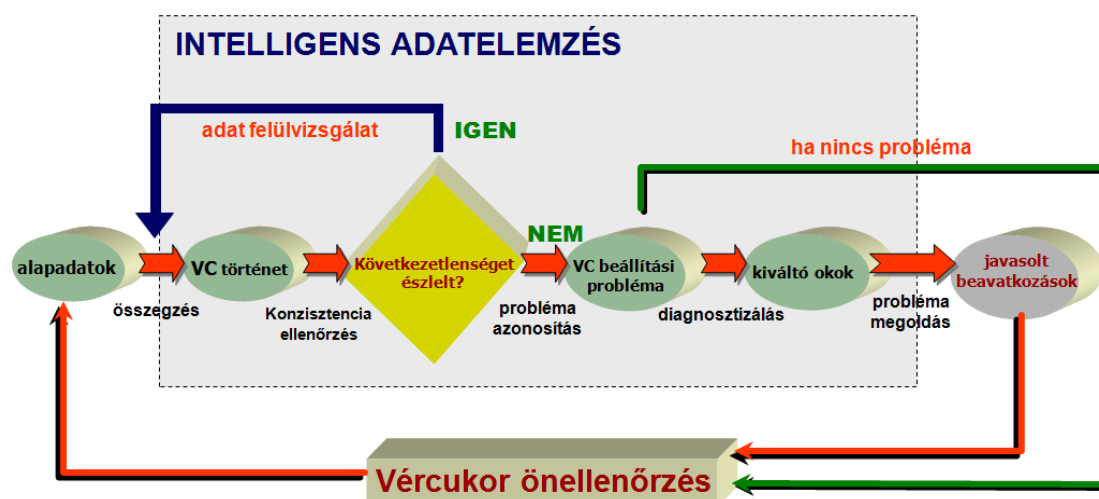 INTELLIGENS ADATELEMZÉS
adat felülvizsgálat
IGEN
ha nincs probléma
alapadatok
összegzés
VC történet
Konzisztencia
ellenőrzés
Következetlenséget
észlelt?
NEM
probléma
azonosítás
VC beállítási
probléma
diagnosztizálás
kiváltó okok
probléma
megoldás
javasolt
beavatkozások
Vércukor önellenőrzés